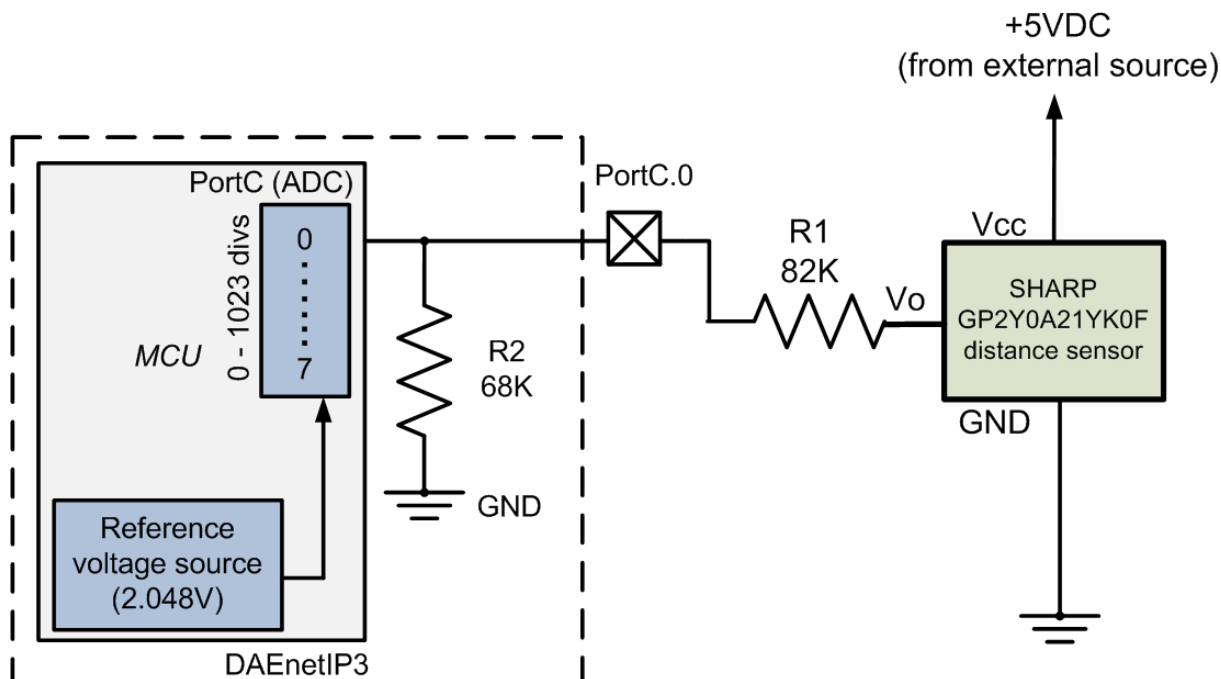 +5VDC
(from external source)
PortC (ADC)
PortC.0
0 - 1023 divs
0
7
MCU
R1
82K
Vo
Vcc
SHARP
GP2Y0A21YK0F
distance sensor
GND
R2
68K
GND
Reference
voltage source
(2.048V)
DAEnetIP3